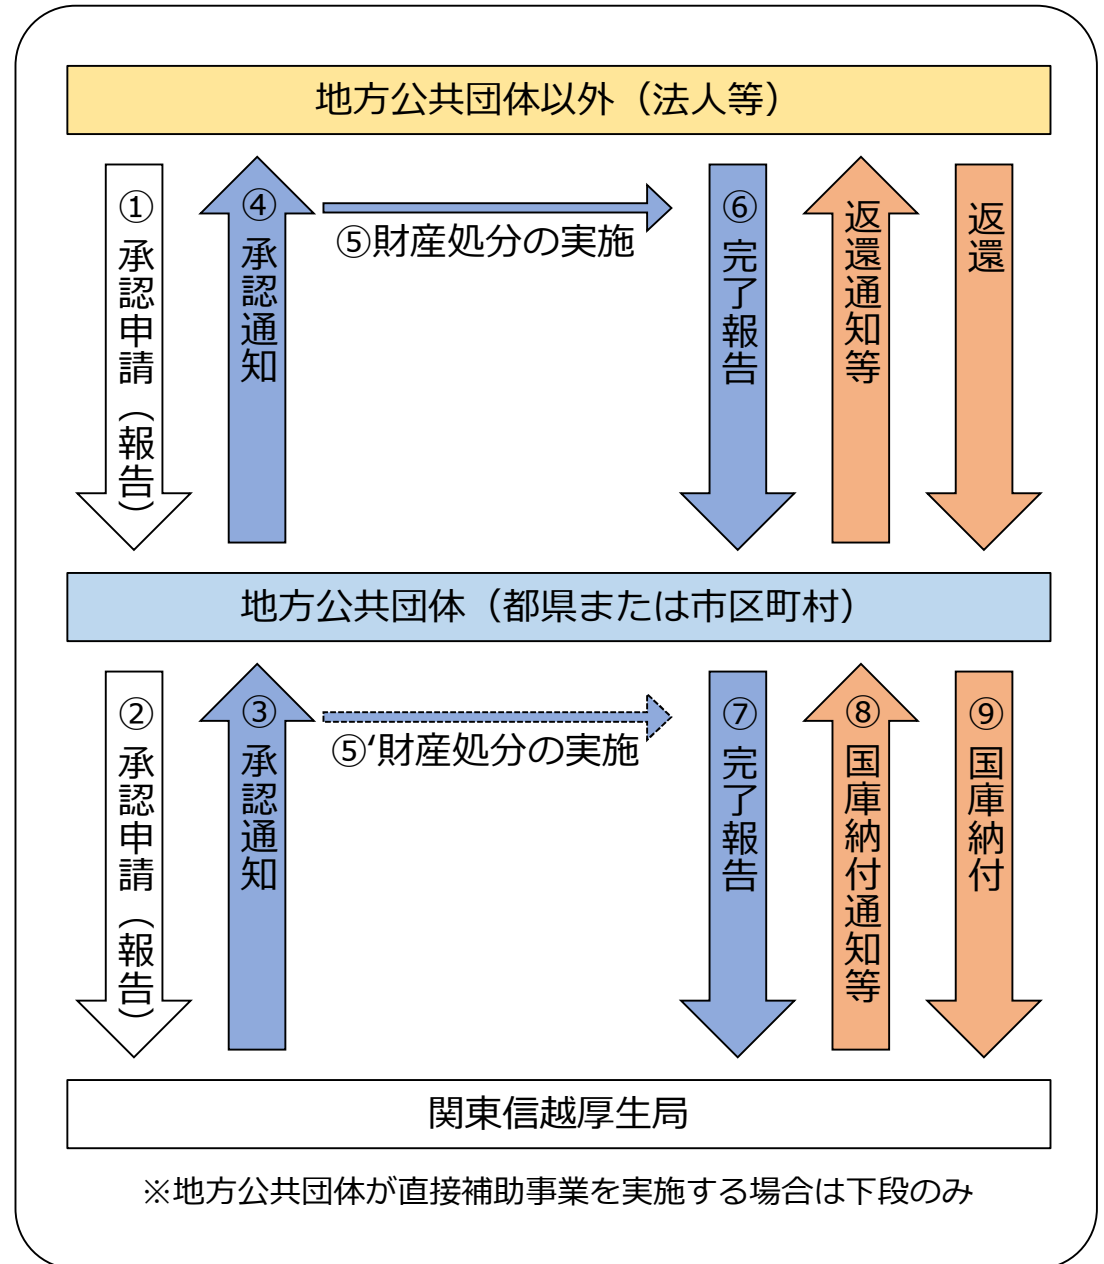 地方公共団体以外（法人等）
①承認申請（報告）
④承認通知
⑤財産処分の実施
⑥完了報告
返還通知等
返還
地方公共団体（都県または市区町村）
②承認申請（報告）
③承認通知
⑤‘財産処分の実施
⑦完了報告
⑧国庫納付通知等
⑨国庫納付
関東信越厚生局
※地方公共団体が直接補助事業を実施する場合は下段のみ